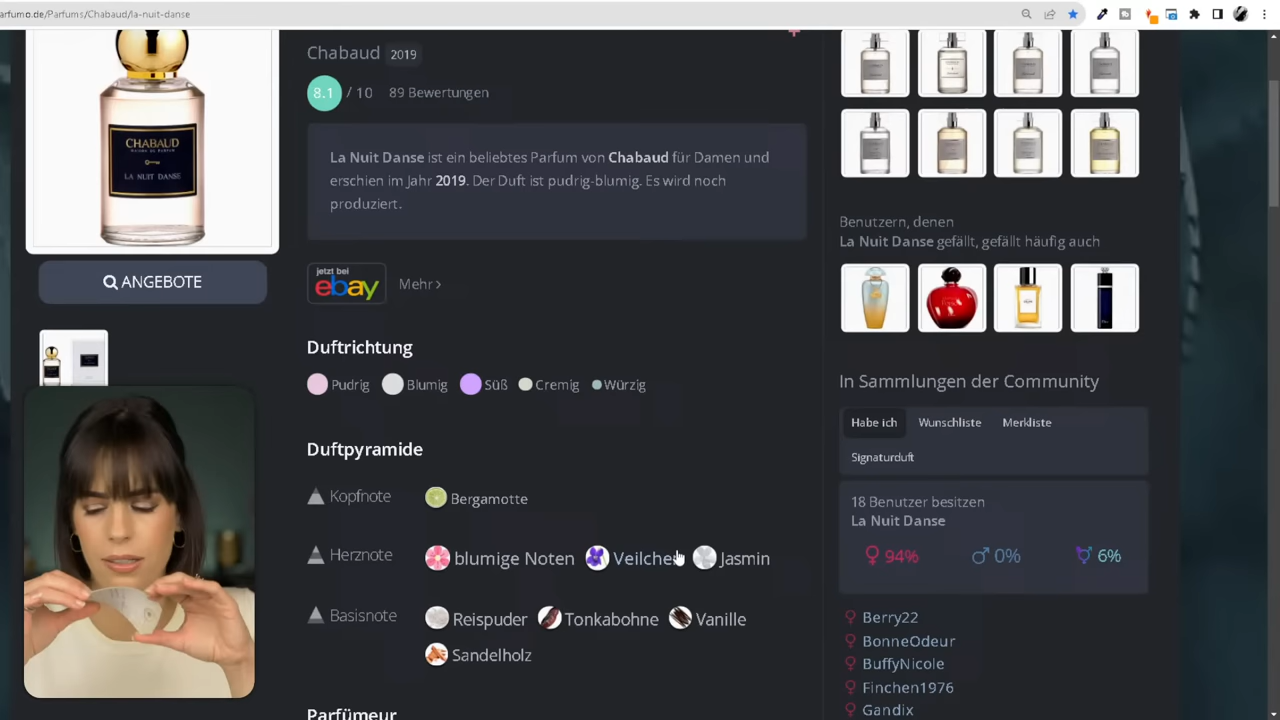 arfumo.de/Parfums/Chabaud/la-nuit-danse
CHABAUD
MAISON DE PARFUM
LA NUIT DANSE
ANGEBOTE
Chabaud 2019
8.1 / 10 89 Bewertungen
La Nuit Danse ist ein beliebtes Parfum von Chabaud für Damen und
erschien im Jahr 2019. Der Duft ist pudrig-blumig. Es wird noch
produziert.
jetzt bei
ebay
Mehr ›
Duftrichtung
Pudrig Blumig Süß Cremig Würzig
Duftpyramide
Kopfnote Bergamotte
Herznote blumige Noten Veilchen Jasmin
Basisnote Reispuder Tonkabohne Vanille
Sandelholz
Parfümeur
Benutzern, denen
La Nuit Danse gefällt, gefällt häufig auch
In Sammlungen der Community
Habe ich Wunschliste Merkliste
Signaturduft
18 Benutzer besitzen
La Nuit Danse
94% 0% 6%
Berry22
BonneOdeur
BuffyNicole
Finchen1976
Gandix